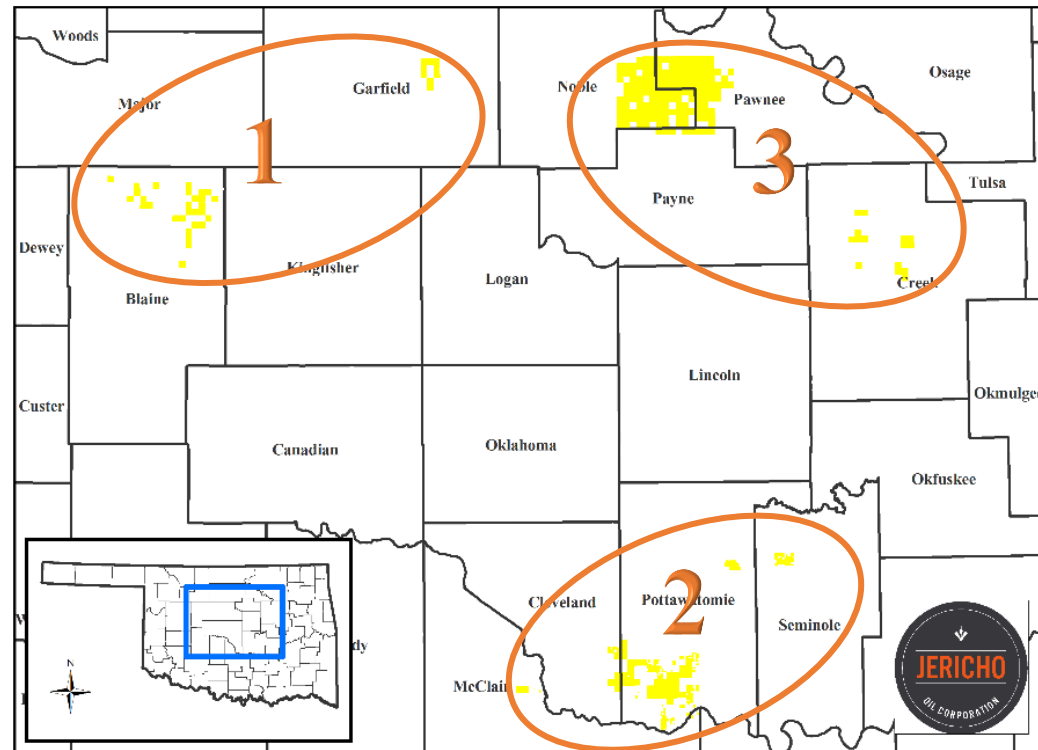 Woods
Osage
Garfield
Noble
Major
Pawnee
1
3
Tulsa
Payne
Dewey
Kingfisher
Logan
Creek
Blaine
Lincoln
Okmulgee
Custer
Canadian
Oklahoma
Okfuskee
Cleveland
Pottawatomie
2
Seminole
McClain
dy
N
JERICHO
OIL CORPORATION